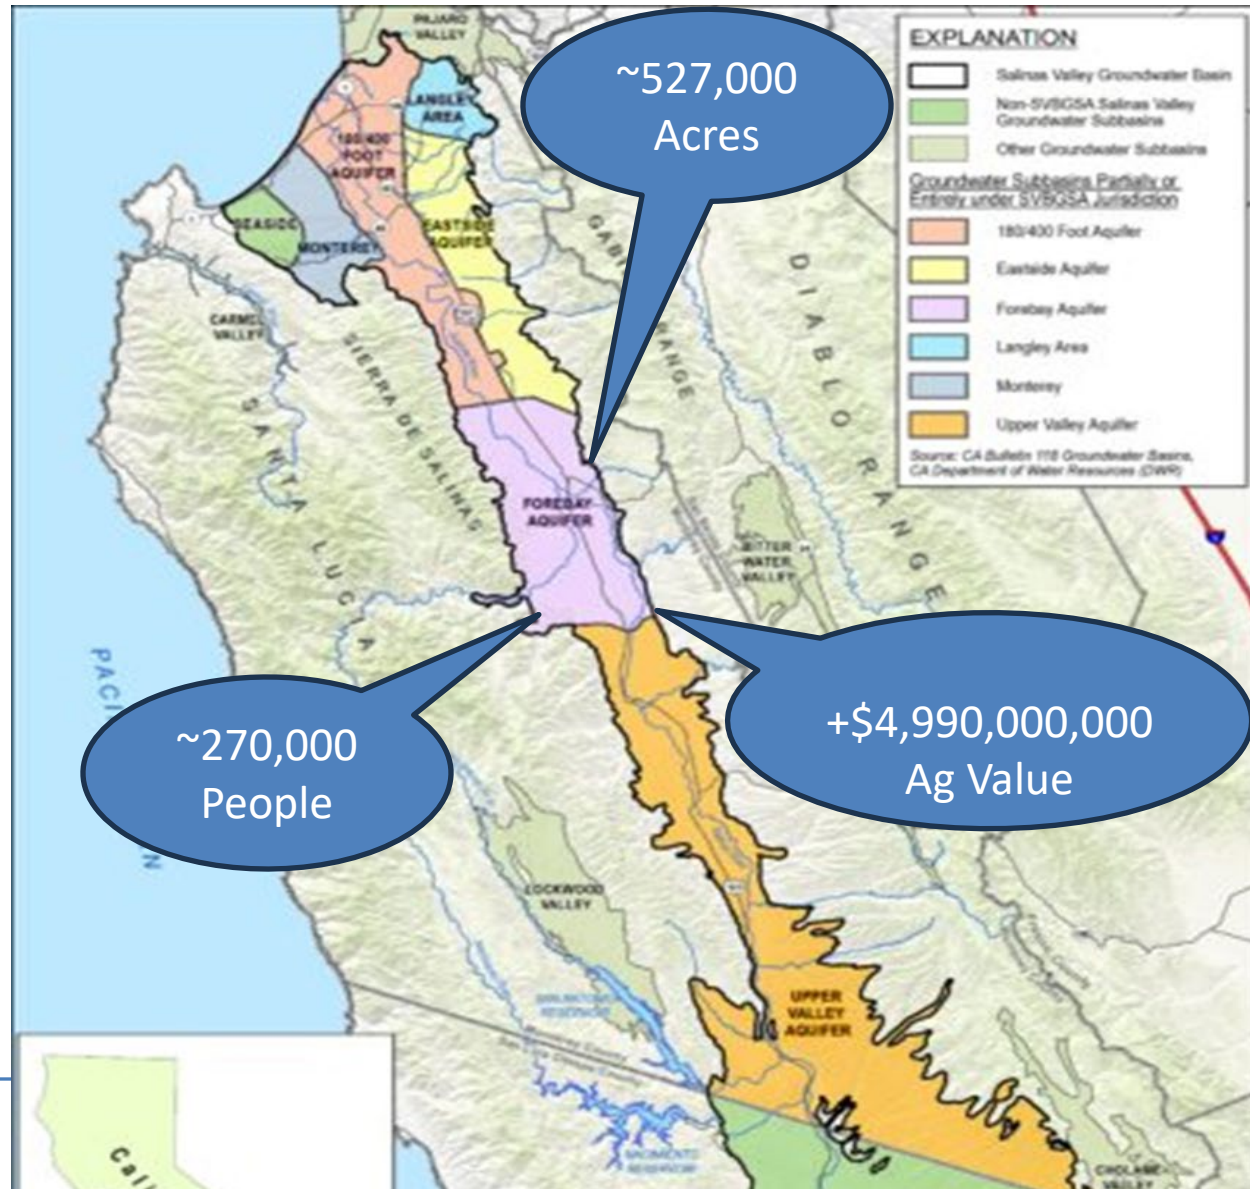 PAJARO
VALLEY
~527,000
Acres
EXPLANATION
Salinas Valley Groundwater Basin
Non-SVBGSA Salinas Valley
Groundwater Subbasins
Other Groundwater Subbasins
Groundwater Subbasins Partially or
Entirely under SVBGSA Jurisdiction
180/400 Foot Aquifer
Eastside Aquifer
Forebay Aquifer
Langley Area
Monterey
Upper Valley Aquifer
Source: CA Bulletin 118 Groundwater Basins,
CA Department of Water Resources (DWR)
LANGLEY
AREA
180/400
FOOT
AQUIFER
SEASIDE
MONTEREY
EASTSIDE
AQUIFER
CARMEL
VALLEY
SIERRA DE SALINAS
RANGE
DIABLO RANGE
SANTA LUCIA
FOREBAY
AQUIFER
BITTER
WATER
VALLEY
~270,000
People
+$4,990,000,000
Ag Value
LOCKWOOD
VALLEY
UPPER
VALLEY
AQUIFER
RESERVOIR
RESERVOIR
CHOLAME
VALLEY